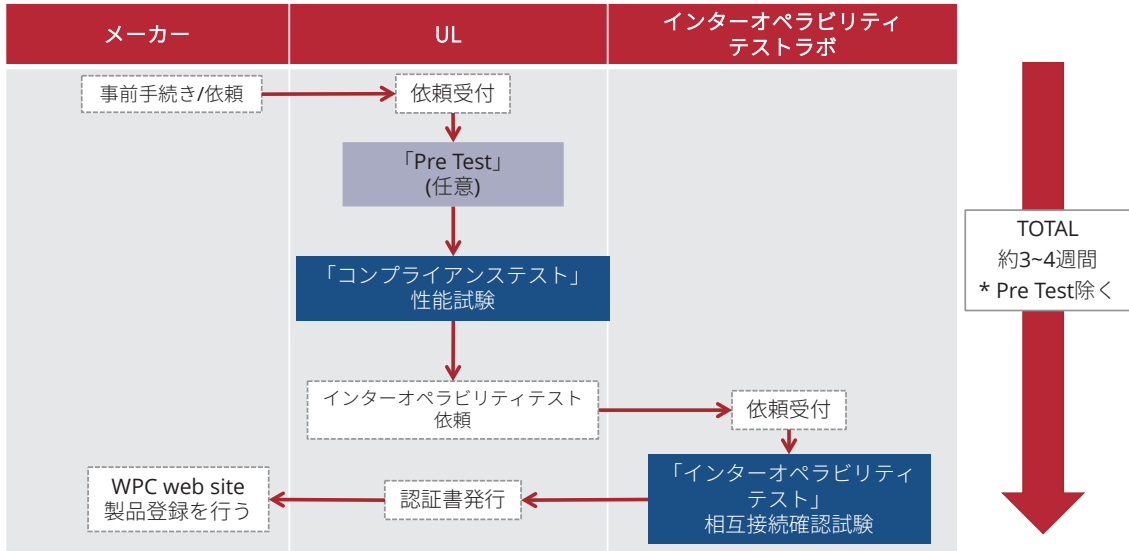 メーカー
UL
インターオペラビリティ
テストラボ
事前手続き/依頼
依頼受付
「Pre Test」
(任意)
「コンプライアンステスト」
性能試験
インターオペラビリティテスト
依頼
依頼受付
「インターオペラビリティ
テスト」
相互接続確認試験
認証書発行
WPC web site
製品登録を行う
TOTAL
約3~4週間
* Pre Test除く